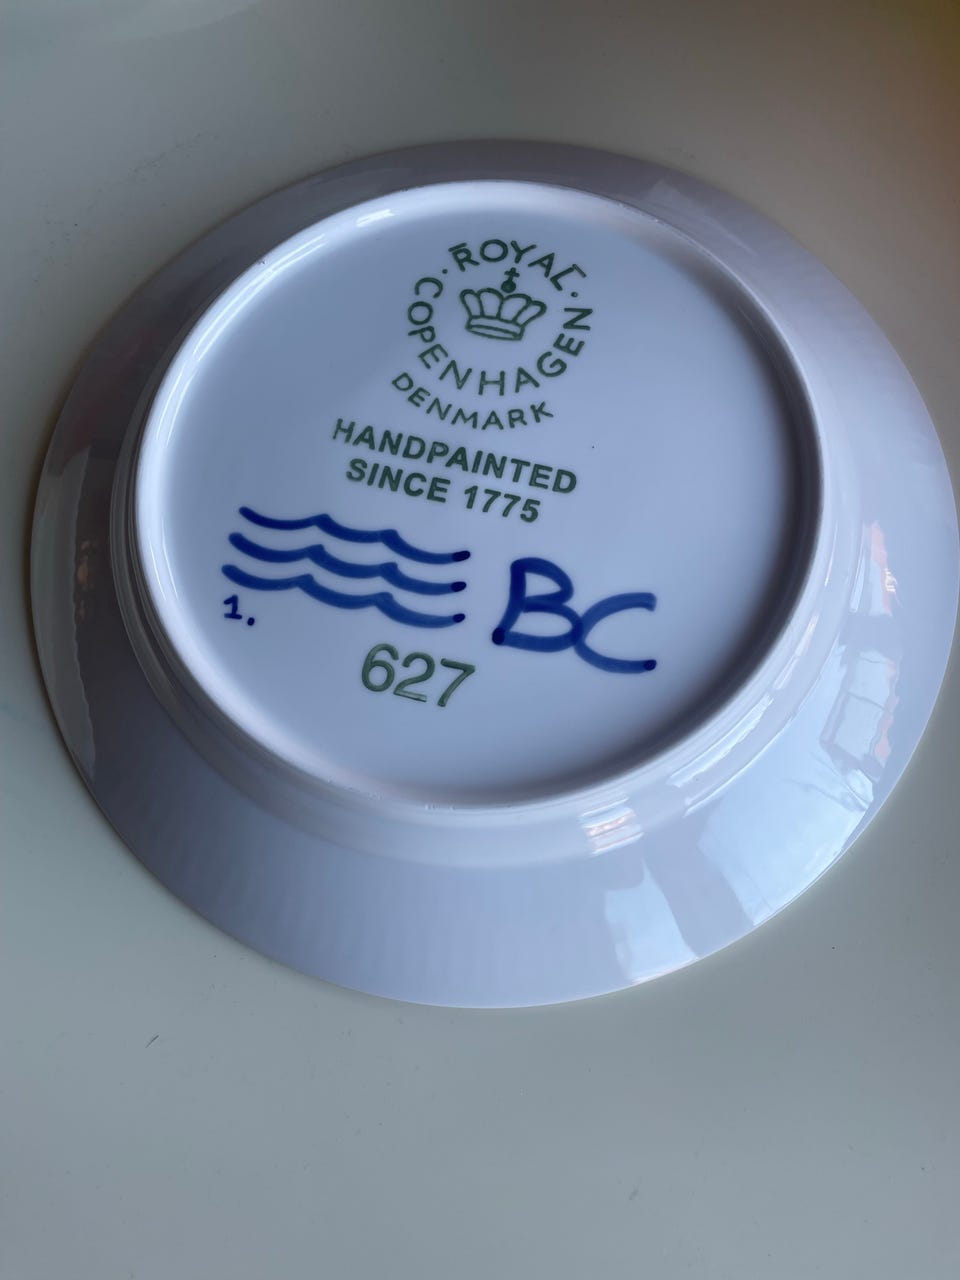 ROYAL
COPENHAGEN
DENMARK
HANDPAINTED
SINCE 1775
BC
1.
627